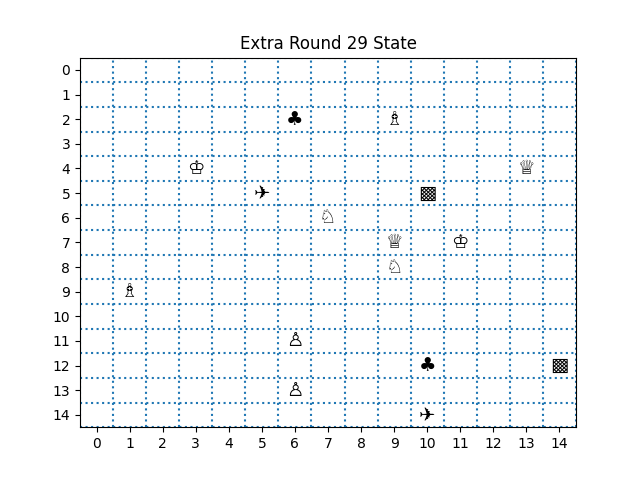 Extra Round 29 State
0
1
2 ♣ ♗
3
4 ♔ ♕
5 ✈ ▩
6 ♘
7 ♕ ♔
8 ♘
9 ♗
10
11 ♙
12 ♣ ▩
13 ♙
14 ✈
0 1 2 3 4 5 6 7 8 9 10 11 12 13 14